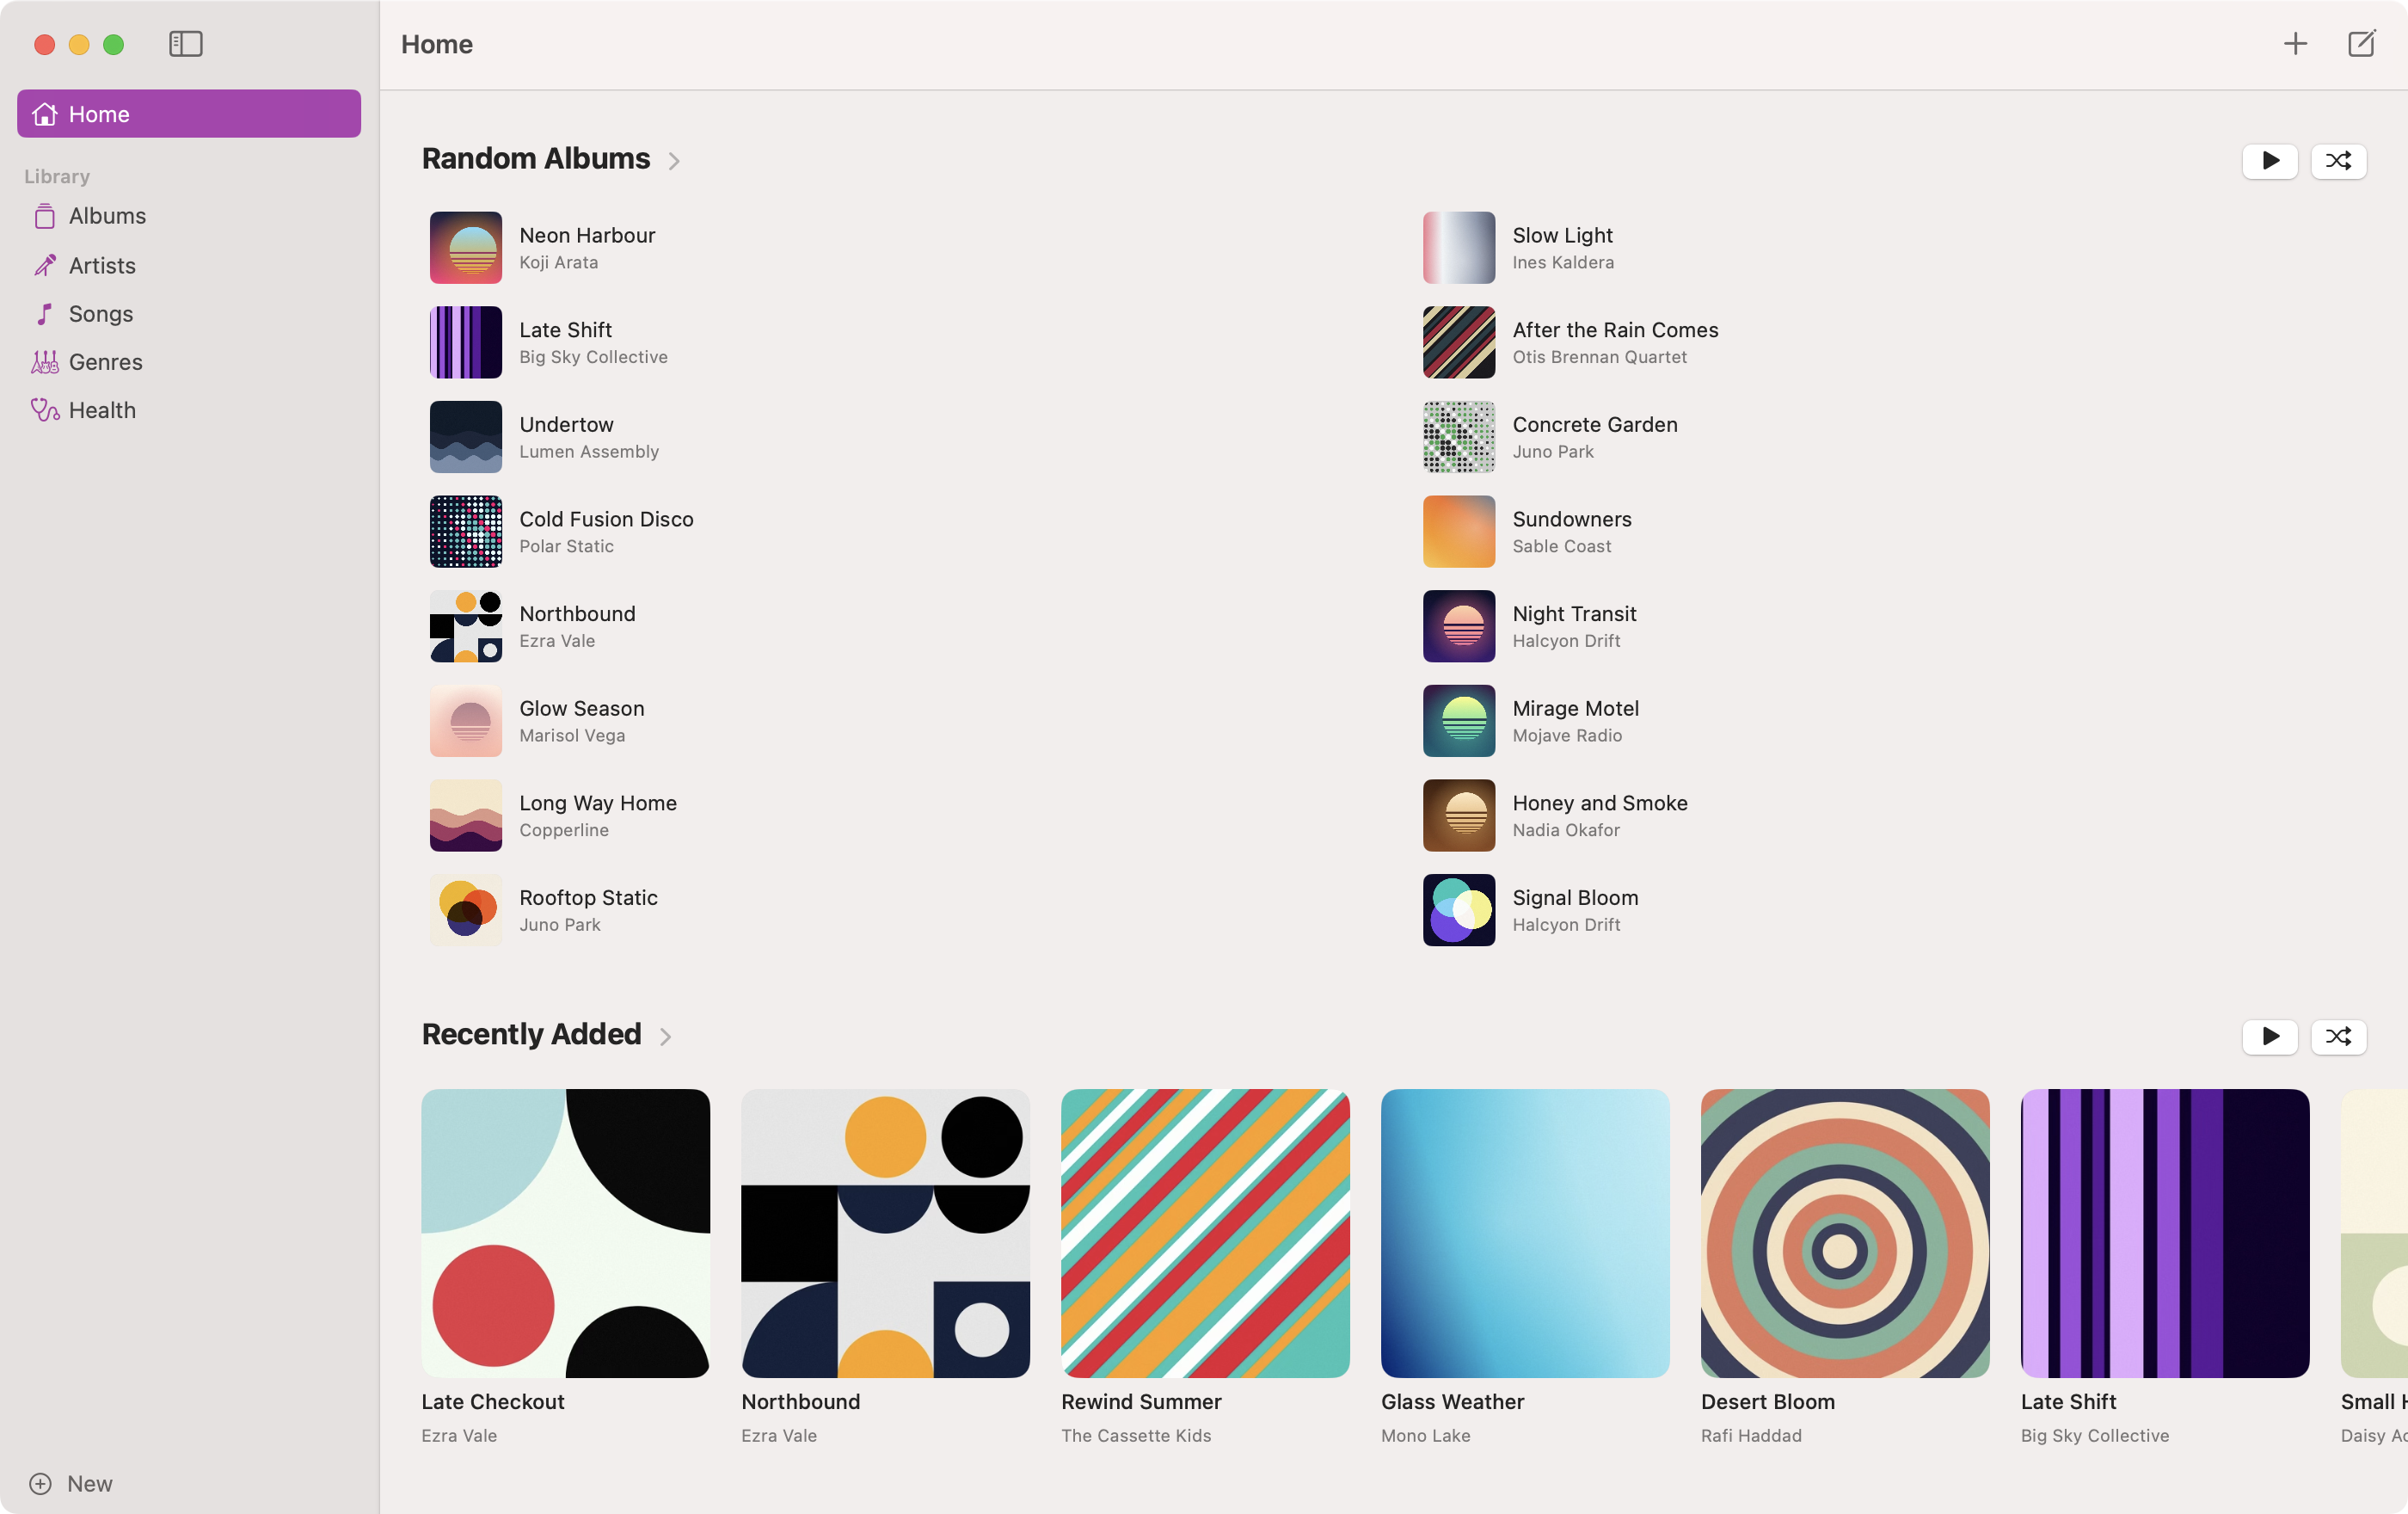 Home
Home
Library
Albums
Artists
Songs
Genres
Health
New
Random Albums
Neon Harbour
Koji Arata
Slow Light
Ines Kaldera
Late Shift
Big Sky Collective
After the Rain Comes
Otis Brennan Quartet
Undertow
Lumen Assembly
Concrete Garden
Juno Park
Cold Fusion Disco
Polar Static
Sundowners
Sable Coast
Northbound
Ezra Vale
Night Transit
Halcyon Drift
Glow Season
Marisol Vega
Mirage Motel
Mojave Radio
Long Way Home
Copperline
Honey and Smoke
Nadia Okafor
Rooftop Static
Juno Park
Signal Bloom
Halcyon Drift
Recently Added
Late Checkout
Ezra Vale
Northbound
Ezra Vale
Rewind Summer
The Cassette Kids
Glass Weather
Mono Lake
Desert Bloom
Rafi Haddad
Late Shift
Big Sky Collective
Small
Daisy